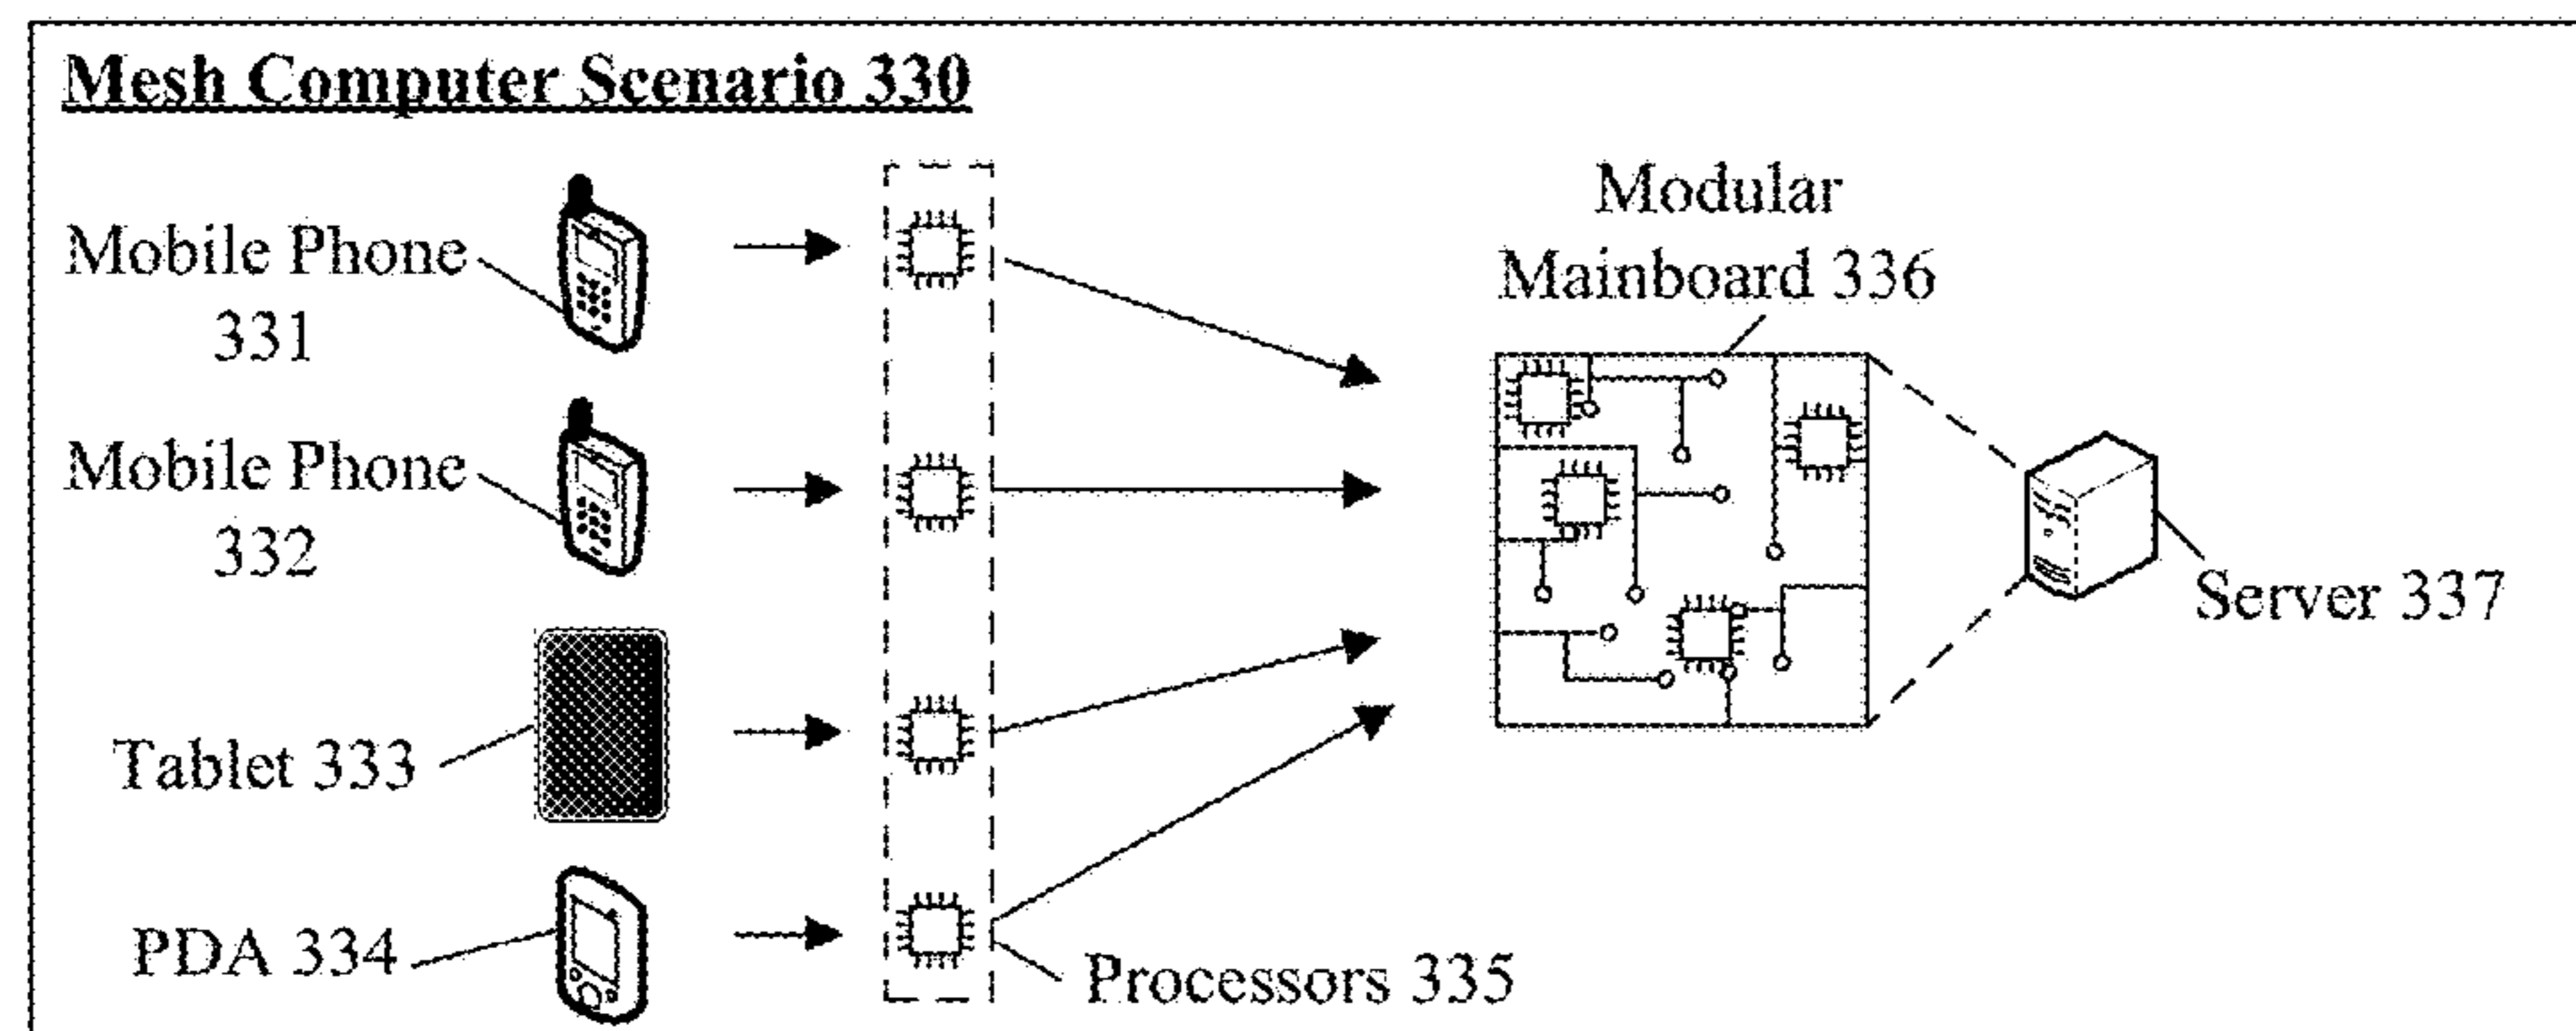 Mesh Computer Scenario 330
Mobile Phone
331
Mobile Phone
332
Tablet 333
PDA 334
Processors 335
Modular
Mainboard 336
Server 337